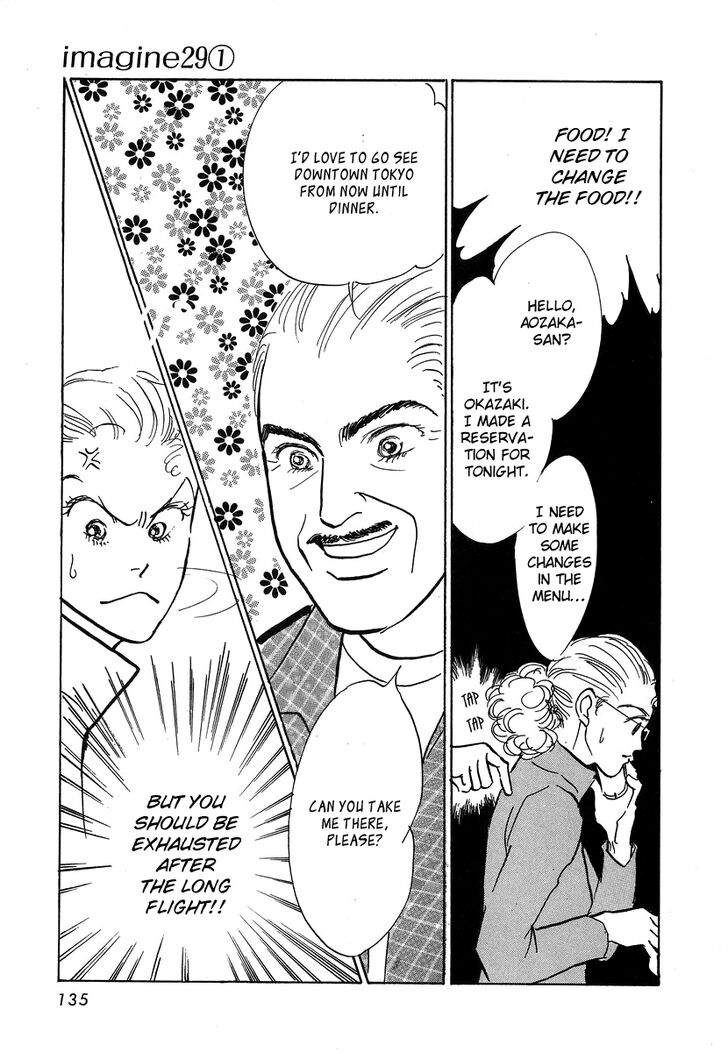 imagine29①
FOOD! I
NEED TO
CHANGE
THE FOOD!!
HELLO,
AOZAKA-
SAN?
IT'S
OKAZAKI.
I MADE A
RESERVA-
TION FOR
TONIGHT.
I NEED
TO MAKE
SOME
CHANGES
IN THE
MENU...
TAP
TAP
I'D LOVE TO GO SEE
DOWNTOWN TOKYO
FROM NOW UNTIL
DINNER.
CAN YOU TAKE
ME THERE,
PLEASE?
BUT YOU
SHOULD BE
EXHAUSTED
AFTER
THE LONG
FLIGHT!!
135